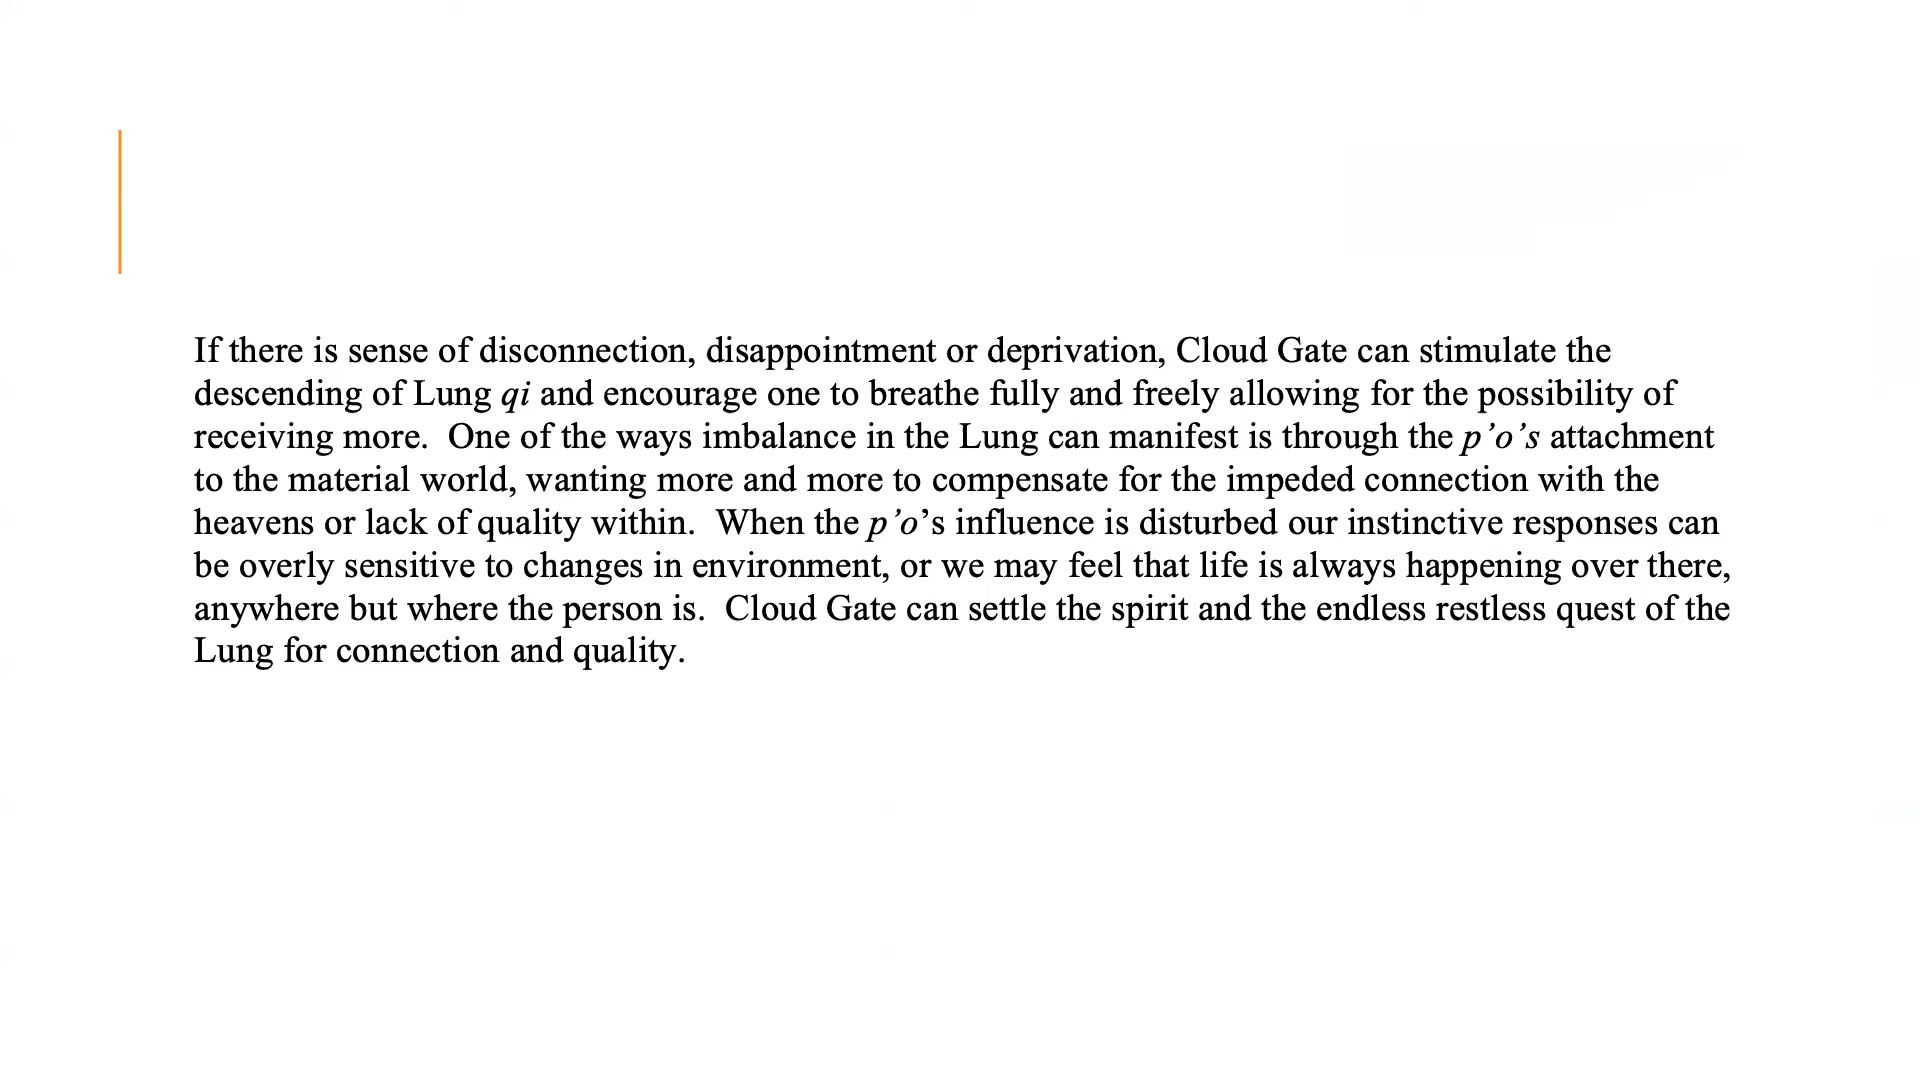 If there is sense of disconnection, disappointment or deprivation, Cloud Gate can stimulate the
descending of Lung qi and encourage one to breathe fully and freely allowing for the possibility of
receiving more.  One of the ways imbalance in the Lung can manifest is through the p’o’s attachment
to the material world, wanting more and more to compensate for the impeded connection with the
heavens or lack of quality within.  When the p’o’s influence is disturbed our instinctive responses can
be overly sensitive to changes in environment, or we may feel that life is always happening over there,
anywhere but where the person is.  Cloud Gate can settle the spirit and the endless restless quest of the
Lung for connection and quality.